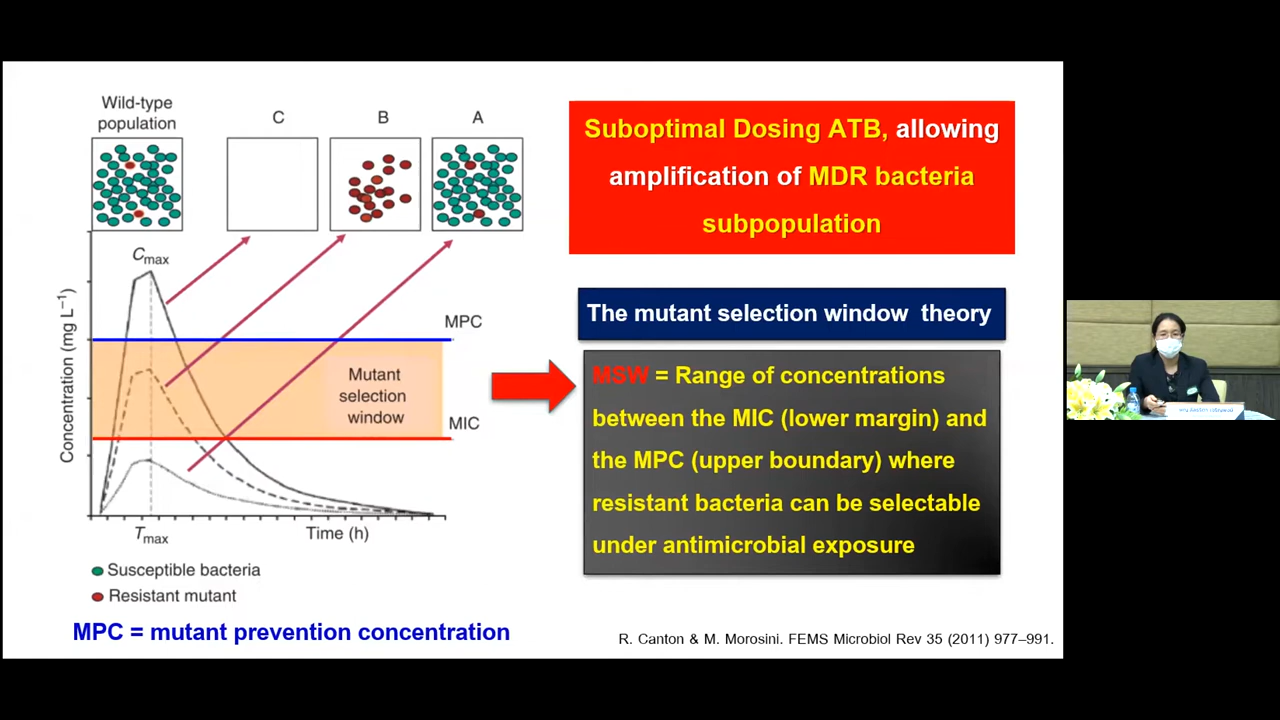 Wild-type
population
C
B
A
Cmax
Concentration (mg L⁻¹)
MPC
Mutant
selection
window
MIC
Tmax
Time (h)
Susceptible bacteria
Resistant mutant
MPC = mutant prevention concentration
Suboptimal Dosing ATB, allowing
amplification of MDR bacteria
subpopulation
The mutant selection window theory
MSW = Range of concentrations
between the MIC (lower margin) and
the MPC (upper boundary) where
resistant bacteria can be selectable
under antimicrobial exposure
R. Canton & M. Morosini. FEMS Microbiol Rev 35 (2011) 977–991.